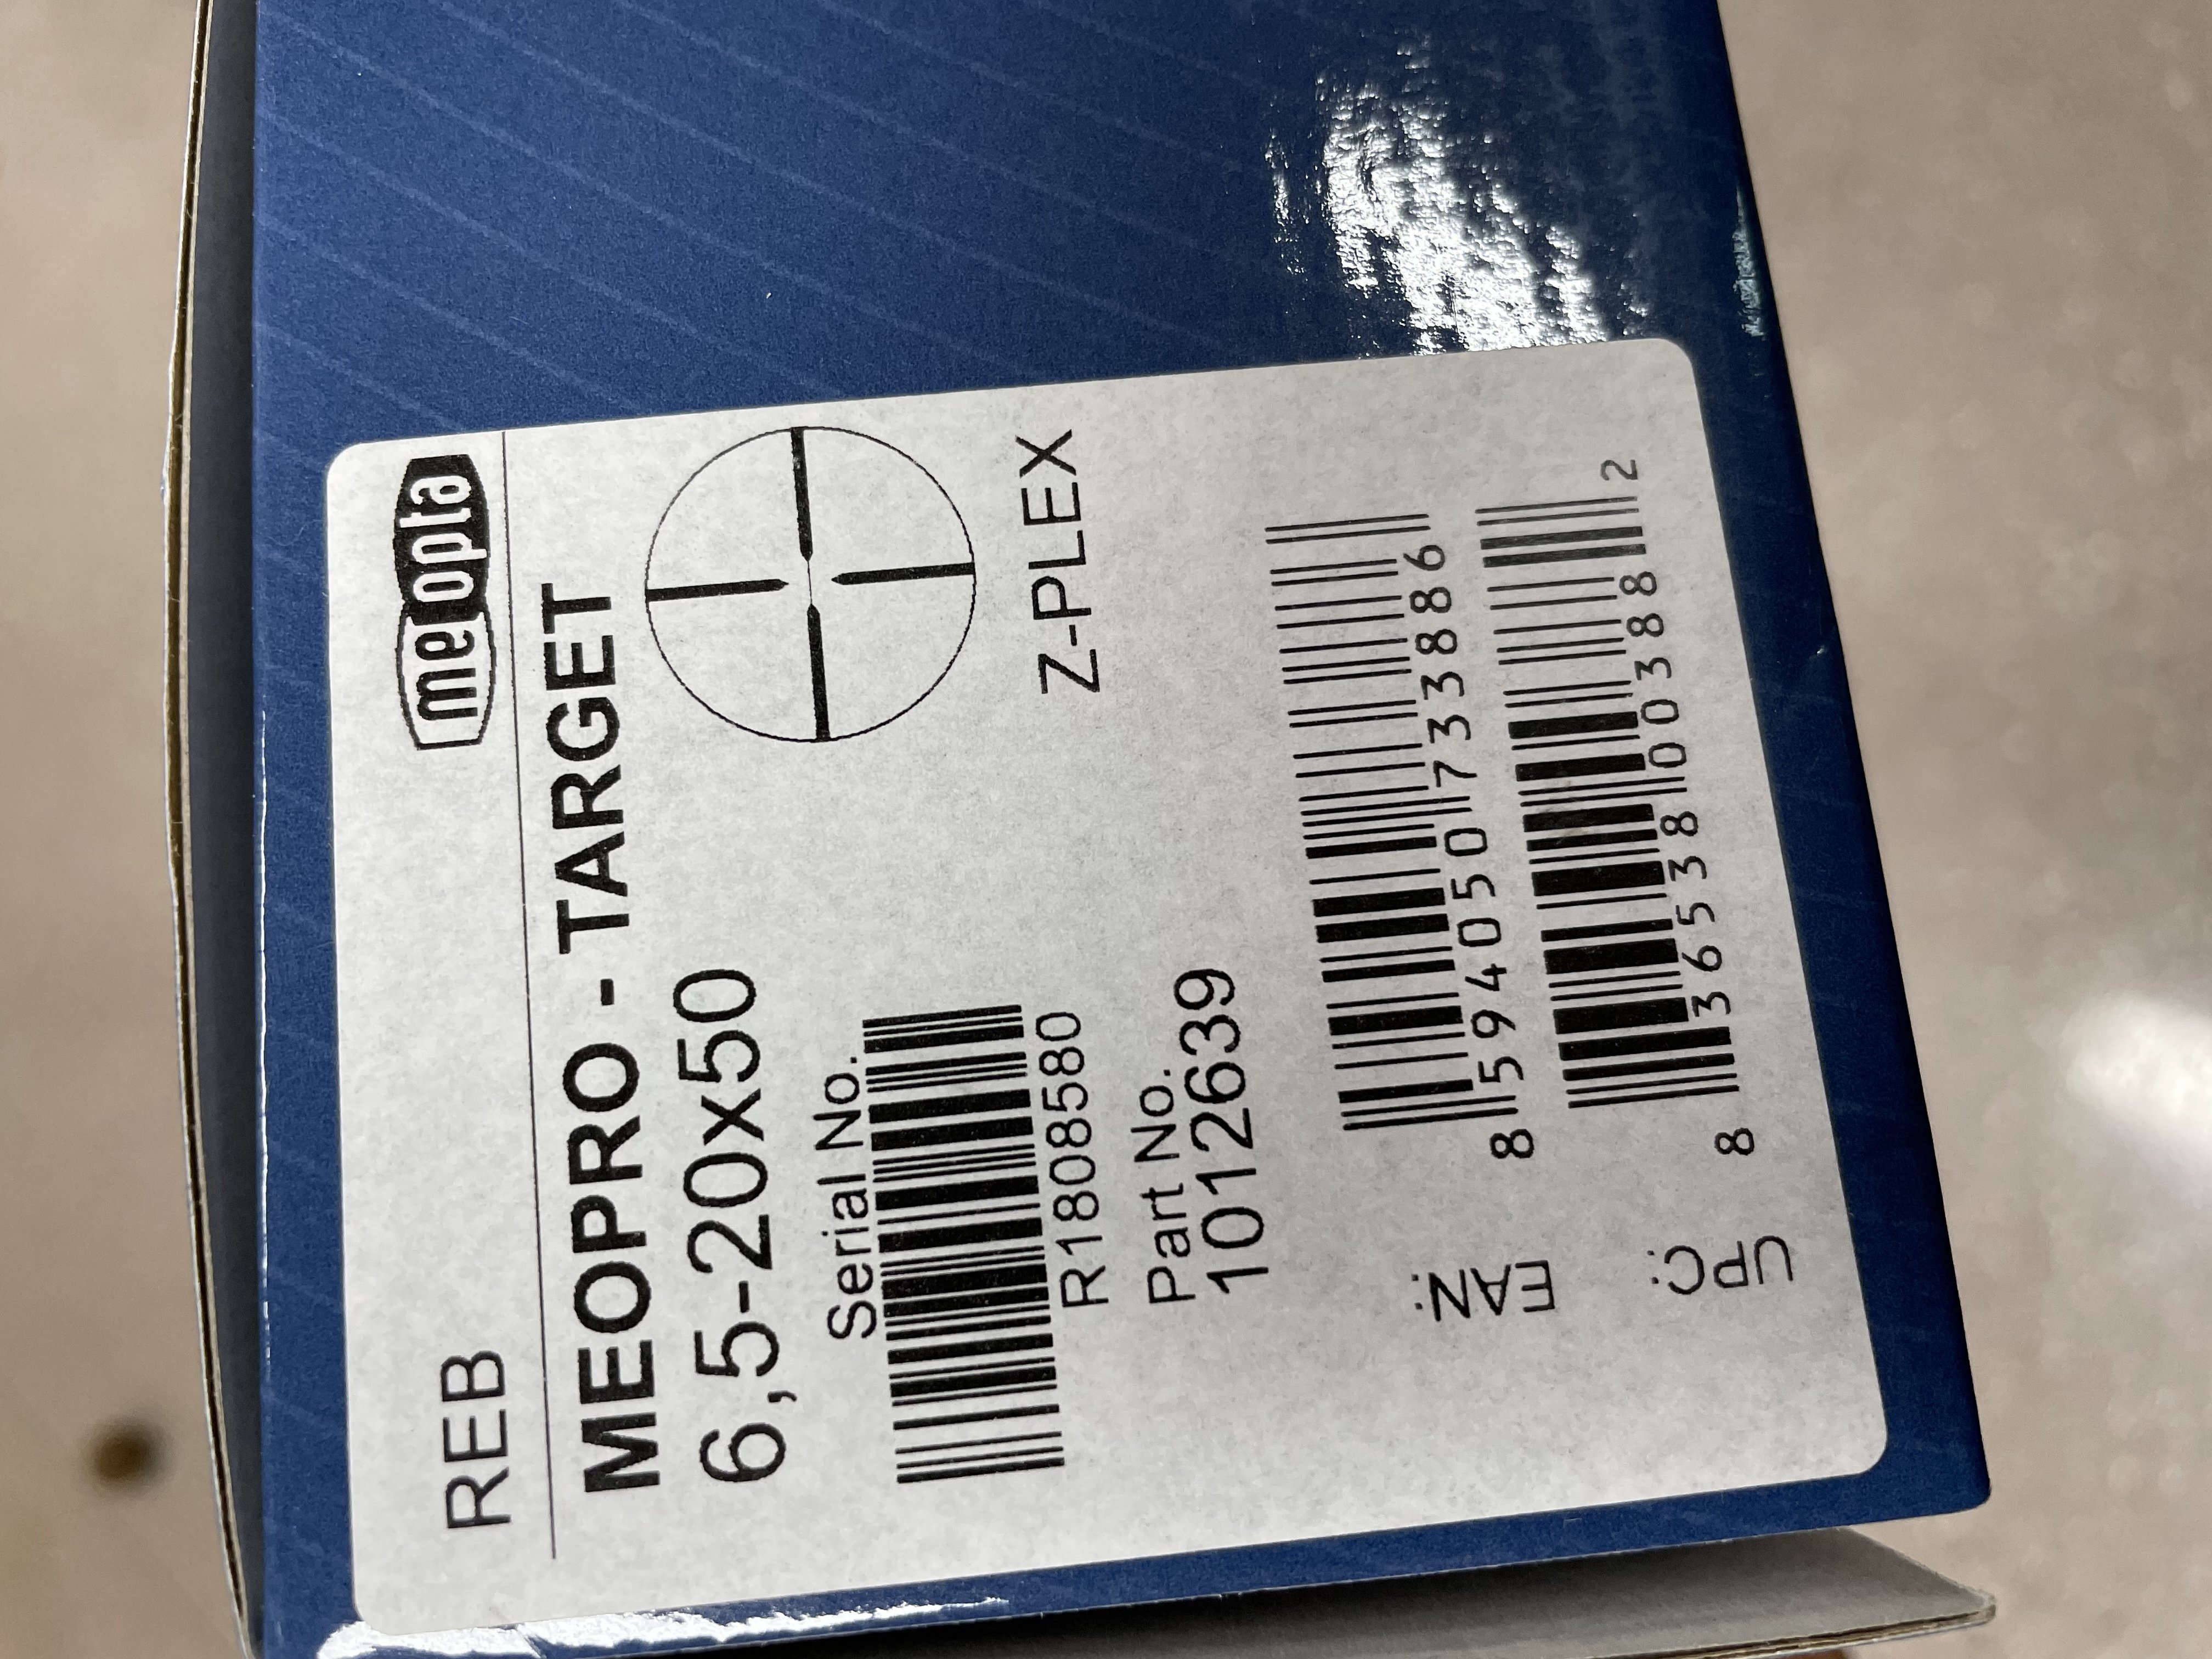 REB meopta
MEOPRO - TARGET
6,5-20x50
Serial No.
R1808580
Z-PLEX
Part No.
1012639
EAN:
8 594050 733886
UPC:
8 36538 00388 2